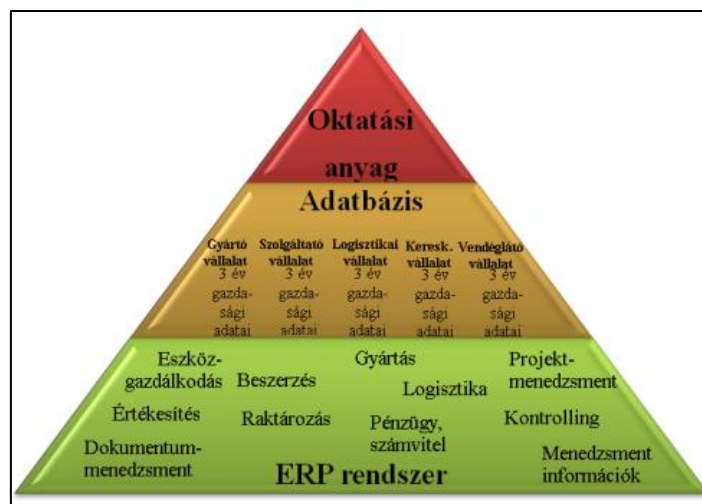 Oktatási
anyag
Adatbázis
Gyártó
vállalat
3 év
gazda-
sági
adatai
Szolgáltató
vállalat
3 év
gazda-
sági
adatai
Logisztikai
vállalat
3 év
gazda-
sági
adatai
Keresk.
vállalat
3 év
gazda-
sági
adatai
Vendéglátó
vállalat
3 év
gazda-
sági
adatai
Eszköz-
gazdálkodás
Beszerzés
Gyártás
Logisztika
Projekt-
menedzsment
Értékesítés
Raktározás
Pénzügy,
számvitel
Kontrolling
Dokumentum-
menedzsment
ERP rendszer
Menedzsment
információk